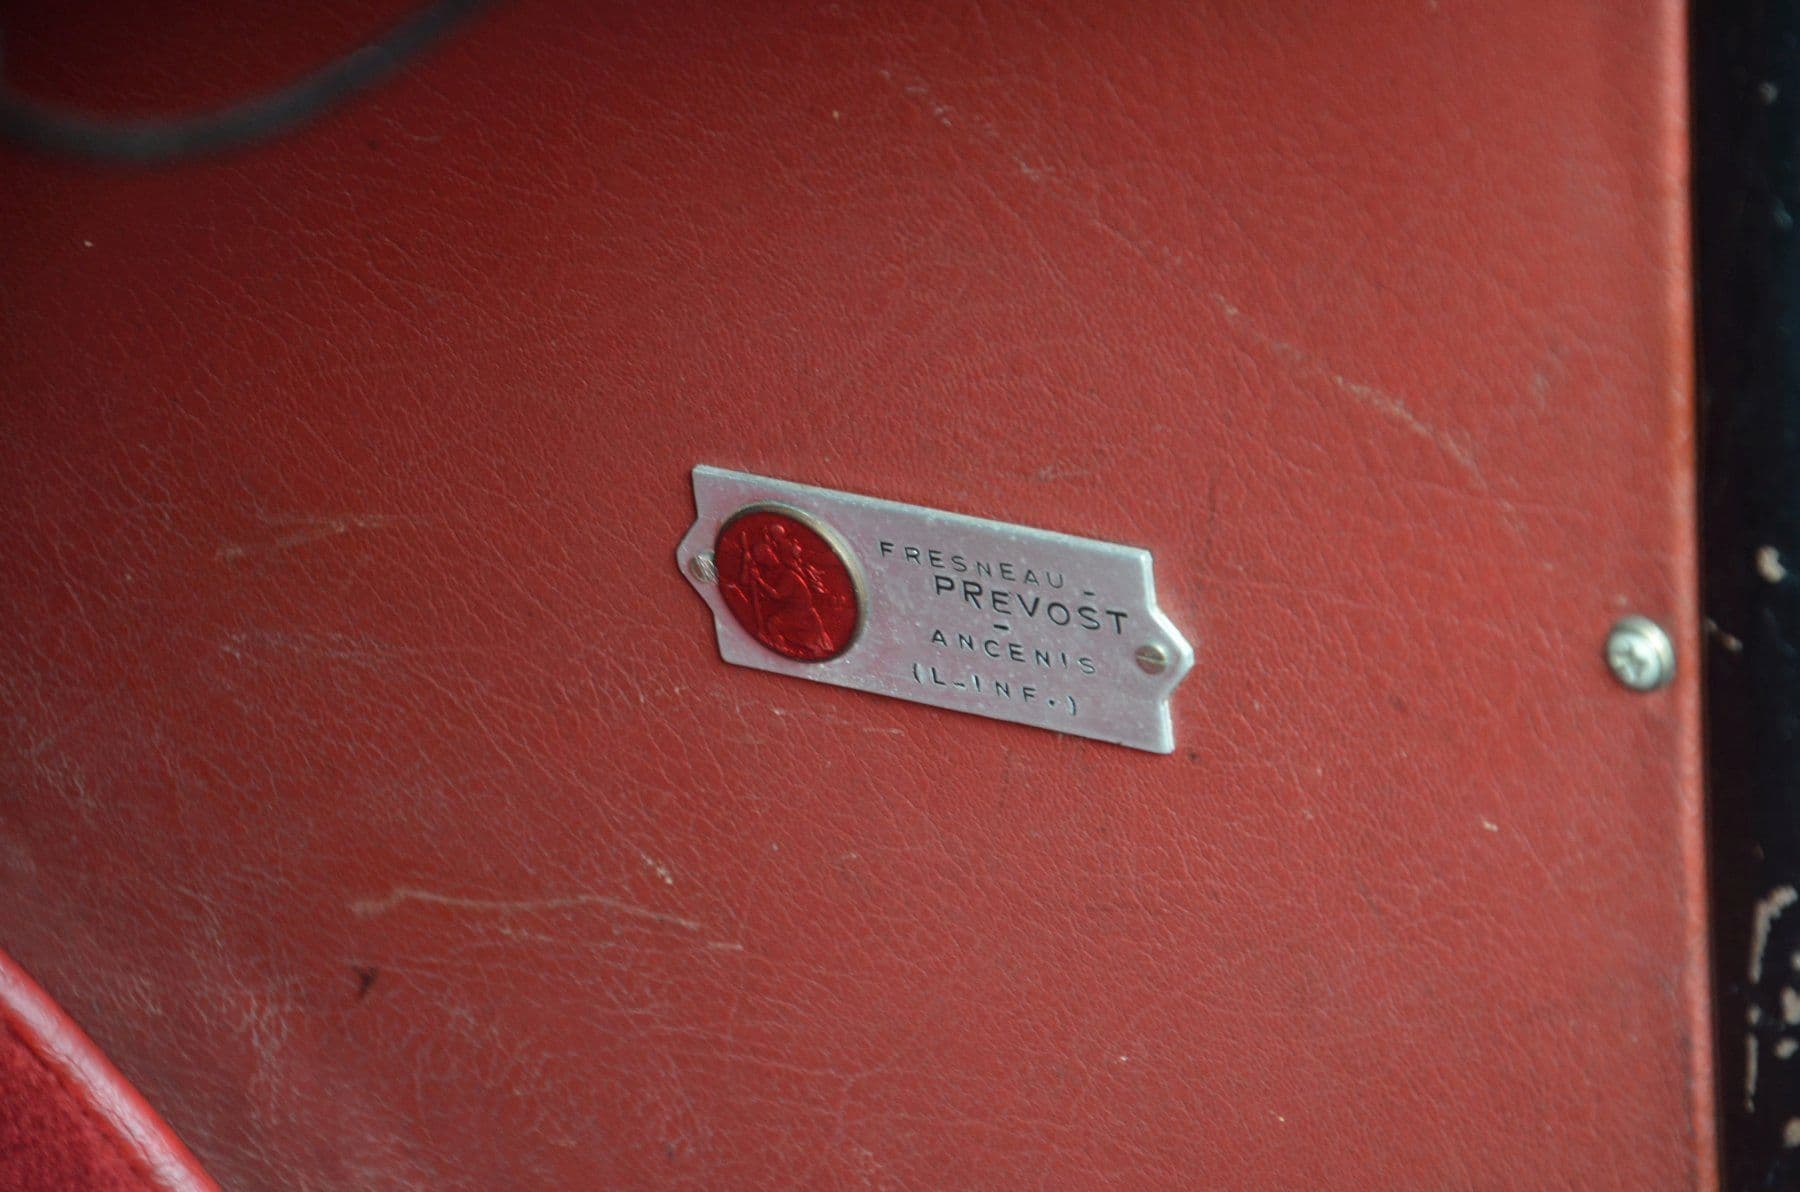 FRESNEAU -
PREVOST
-
ANCENIS
(L-INF.)